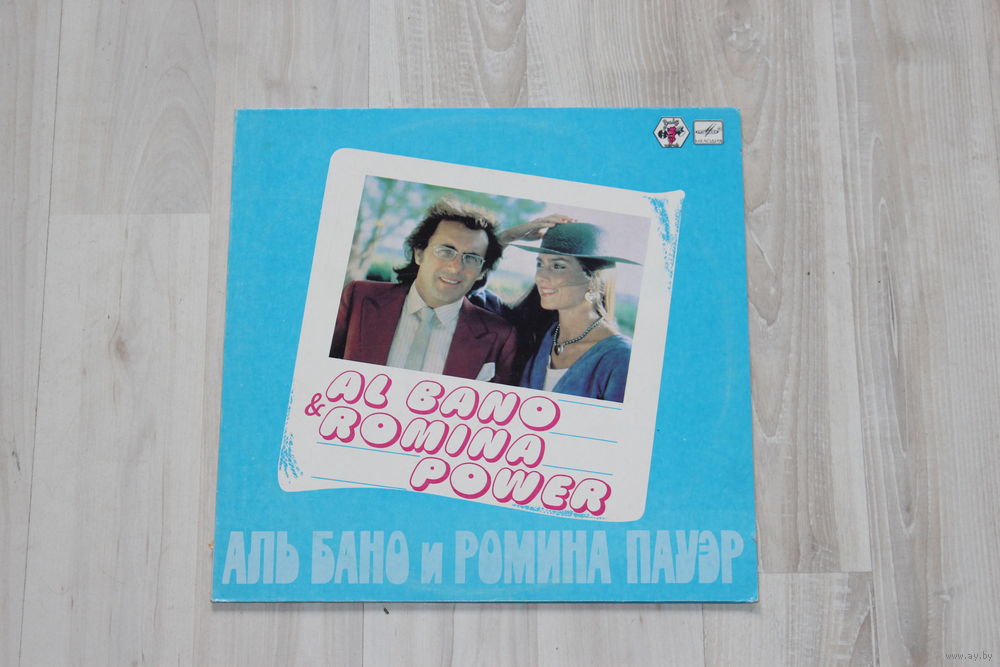 AL BANO
& ROMINA
POWER
АЛЬ БАНО и РОМИНА ПАУЭР
www.ay.by